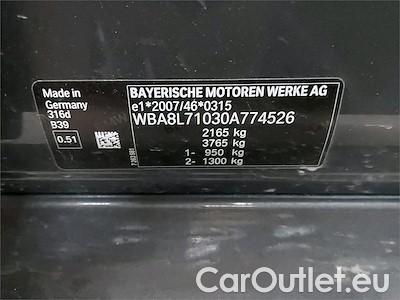 Made in
Germany
316d
B39
0.51
BAYERISCHE MOTOREN WERKE AG
e1*2007/46*0315
WBA8L71030A774526
2165 kg
3765 kg
1- 950 kg
2- 1300 kg
CarOutlet.eu